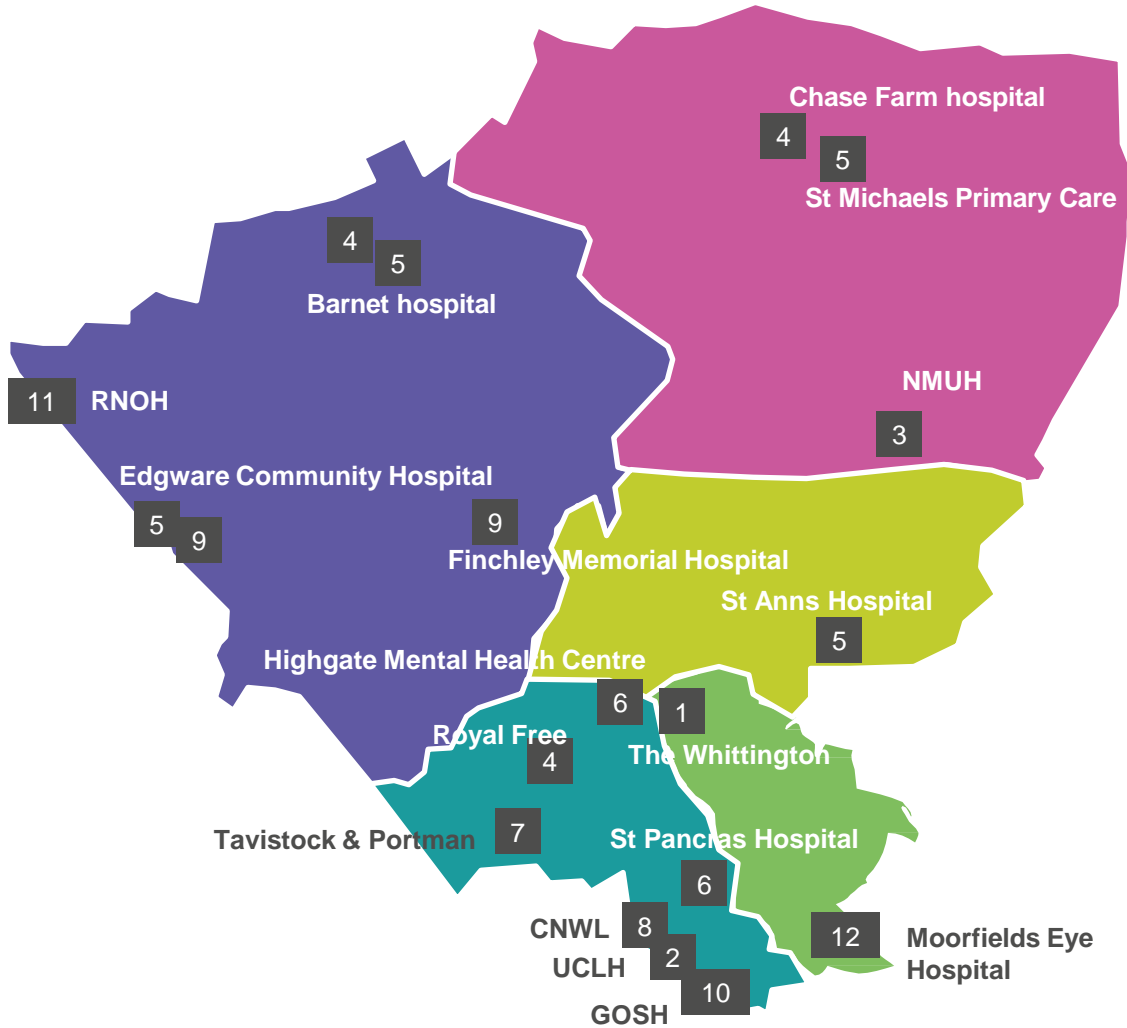 Chase Farm hospital
4
5
St Michaels Primary Care
4
5
Barnet hospital
NMUH
3
11
RNOH
Edgware Community Hospital
5
9
9
Finchley Memorial Hospital
St Anns Hospital
5
Highgate Mental Health Centre
6
1
Royal Free
4
The Whittington
Tavistock & Portman
7
St Pancras Hospital
6
CNWL
8
12
Moorfields Eye
Hospital
UCLH
2
GOSH
10